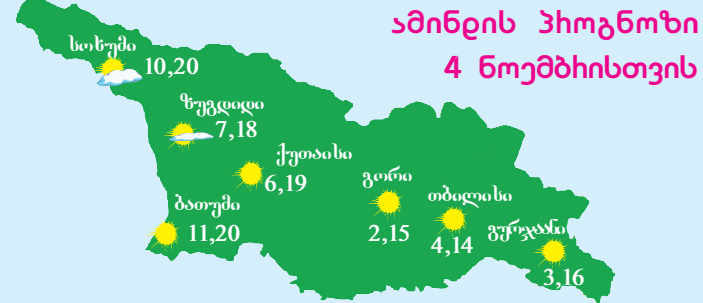 ამინდის პროგნოზი
4 ნოემბრისთვის
სოხუმი
10,20
ზუგდიდი
7,18
ქუთაისი
6,19
გორი
2,15
თბილისი
4,14
ბათუმი
11,20
გურჯაანი
3,16